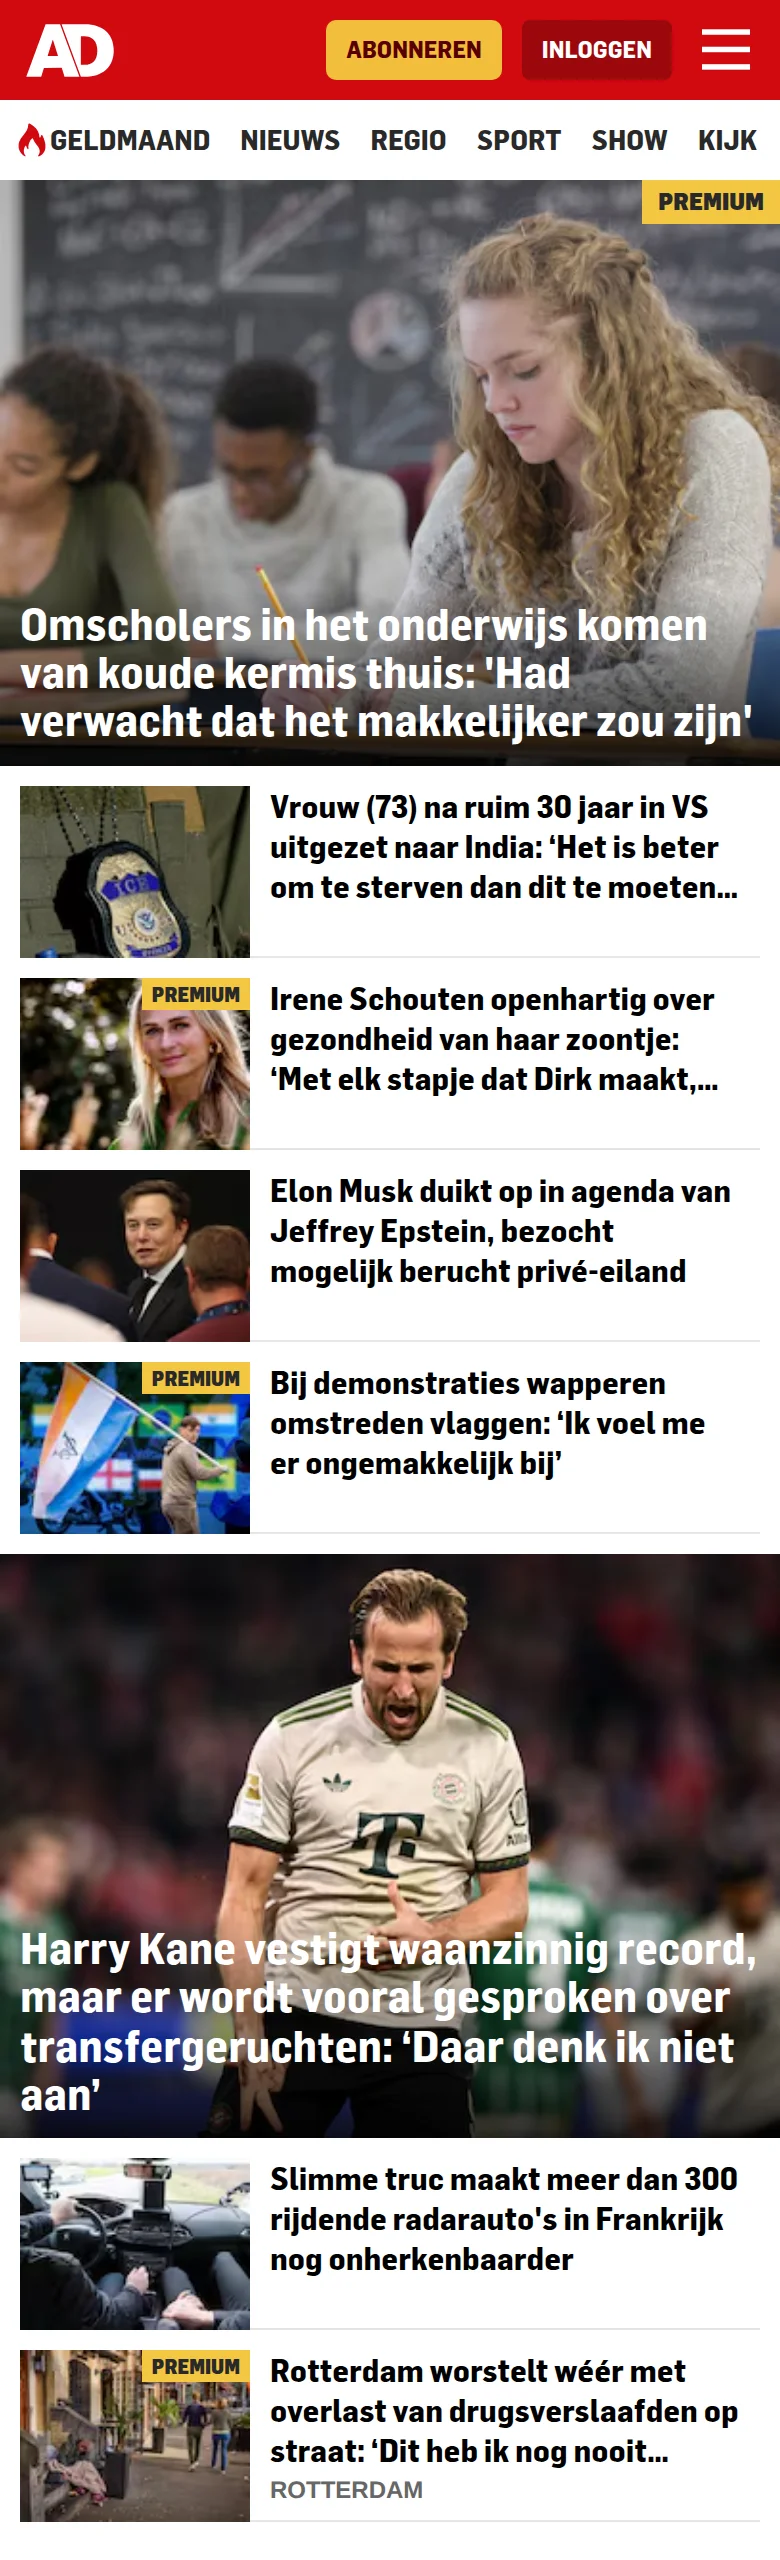 AD
ABONNEREN
INLOGGEN
GELDMAAND NIEUWS REGIO SPORT SHOW KIJK
PREMIUM
Omscholers in het onderwijs komen
van koude kermis thuis: 'Had
verwacht dat het makkelijker zou zijn'
ICE
Vrouw (73) na ruim 30 jaar in VS
uitgezet naar India: ‘Het is beter
om te sterven dan dit te moeten...
PREMIUM
Irene Schouten openhartig over
gezondheid van haar zoontje:
‘Met elk stapje dat Dirk maakt,...
Elon Musk duikt op in agenda van
Jeffrey Epstein, bezocht
mogelijk berucht privé-eiland
PREMIUM
Bij demonstraties wapperen
omstreden vlaggen: ‘Ik voel me
er ongemakkelijk bij’
T
Harry Kane vestigt waanzinnig record,
maar er wordt vooral gesproken over
transfergeruchten: ‘Daar denk ik niet
aan’
Slimme truc maakt meer dan 300
rijdende radarauto's in Frankrijk
nog onherkenbaarder
PREMIUM
Rotterdam worstelt wéér met
overlast van drugsverslaafden op
straat: ‘Dit heb ik nog nooit...
ROTTERDAM